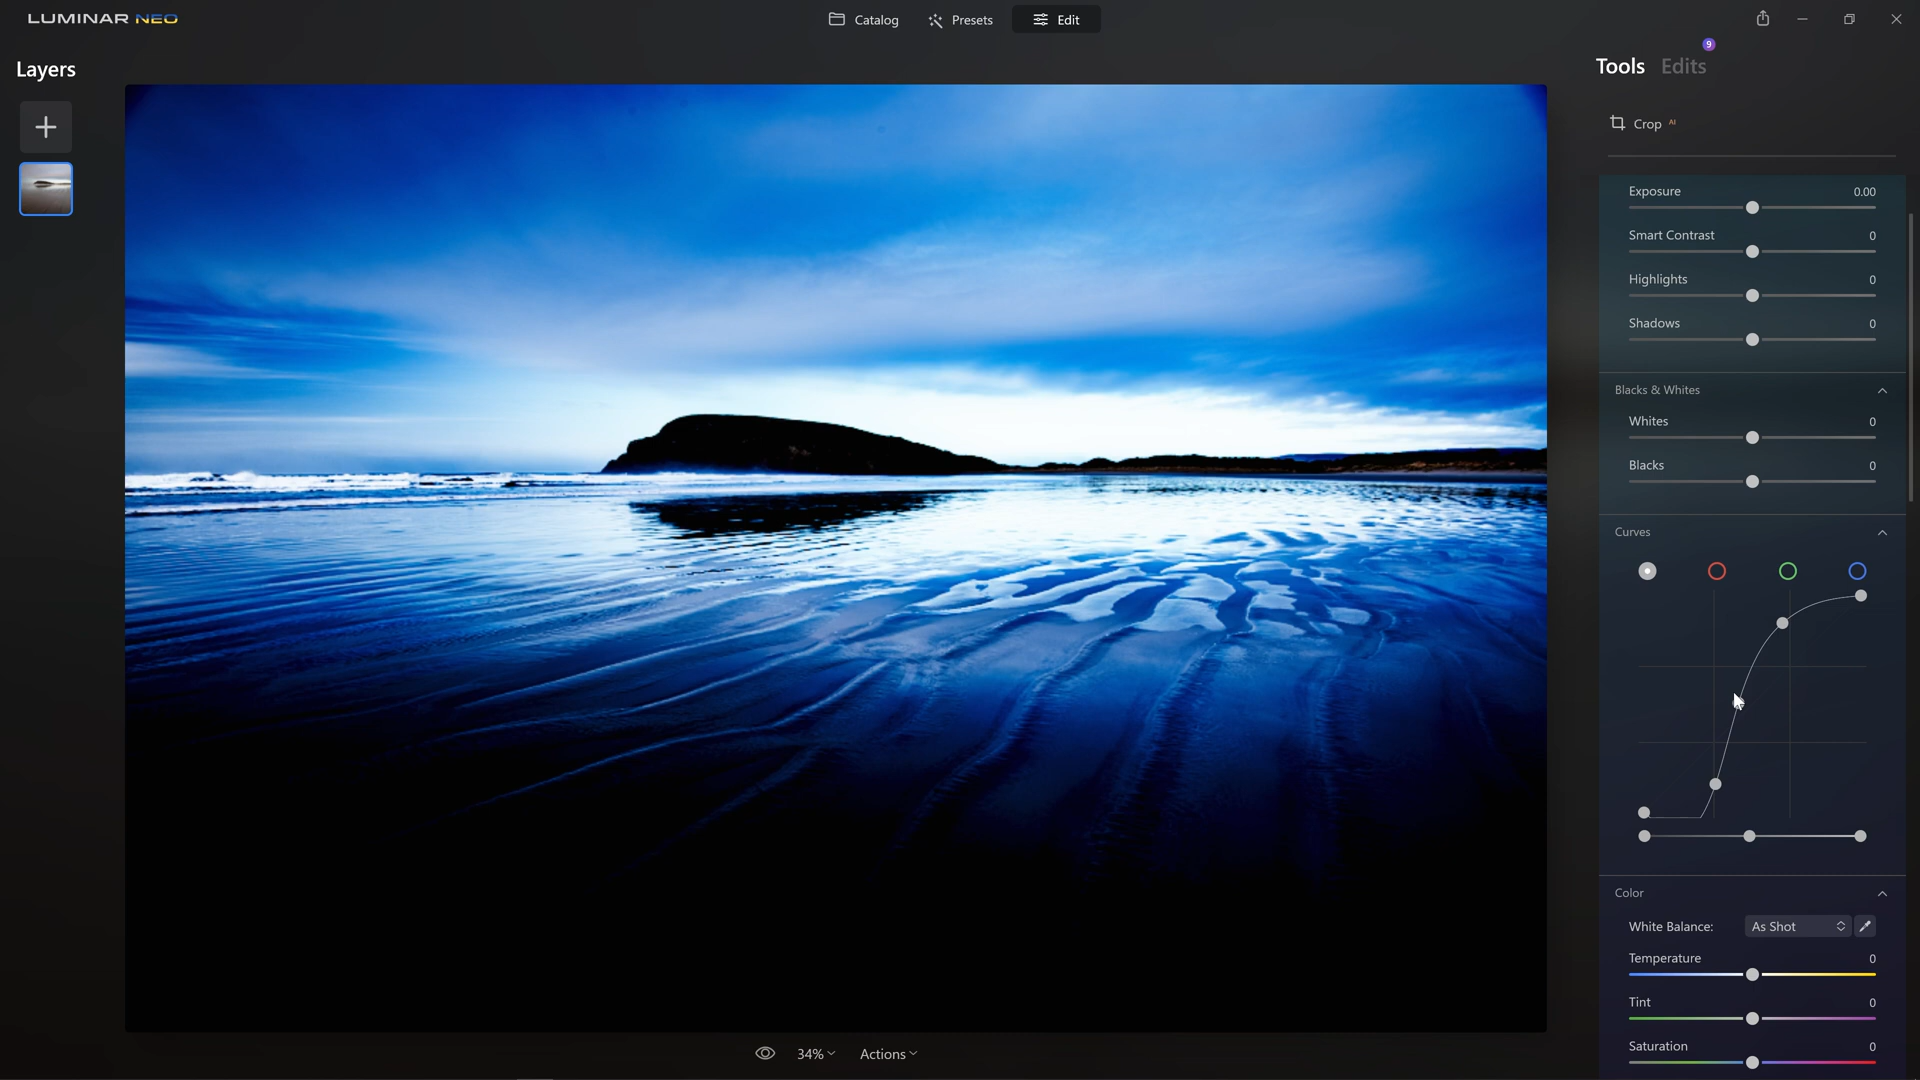 LUMINAR NEO
Catalog
Presets
Edit
Layers
9
Tools Edits
Crop AI
Exposure 0.00
Smart Contrast 0
Highlights 0
Shadows 0
Blacks & Whites
Whites 0
Blacks 0
Curves
Color
White Balance: As Shot
Temperature 0
Tint 0
Saturation 0
34%
Actions